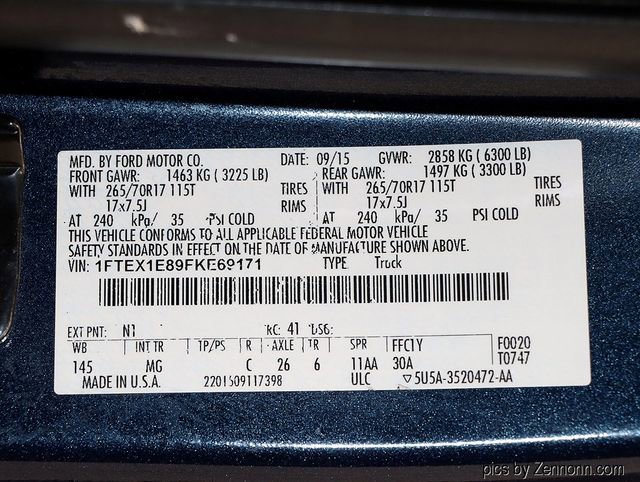 MFD. BY FORD MOTOR CO. DATE: 09/15 GVWR: 2858 KG ( 6300 LB)
FRONT GAWR: 1463 KG ( 3225 LB) REAR GAWR: 1497 KG ( 3300 LB)
WITH 265/70R17 115T TIRES WITH 265/70R17 115T TIRES
17x7.5J RIMS 17x7.5J RIMS
AT 240 kPa/ 35 PSI COLD AT 240 kPa/ 35 PSI COLD
THIS VEHICLE CONFORMS TO ALL APPLICABLE FEDERAL MOTOR VEHICLE
SAFETY STANDARDS IN EFFECT ON THE DATE OF MANUFACTURE SHOWN ABOVE.
VIN: 1FTEX1E89FKE69171 TYPE Truck
EXT PNT: N1 RC: 41 DSO:
WB INT TR TP/PS R AXLE TR SPR FFC1Y F0020
145 MG C 26 6 11AA 30A T0747
MADE IN U.S.A. 2201509117398 ULC ▽5U5A-3520472-AA
pics by Zennonn.com